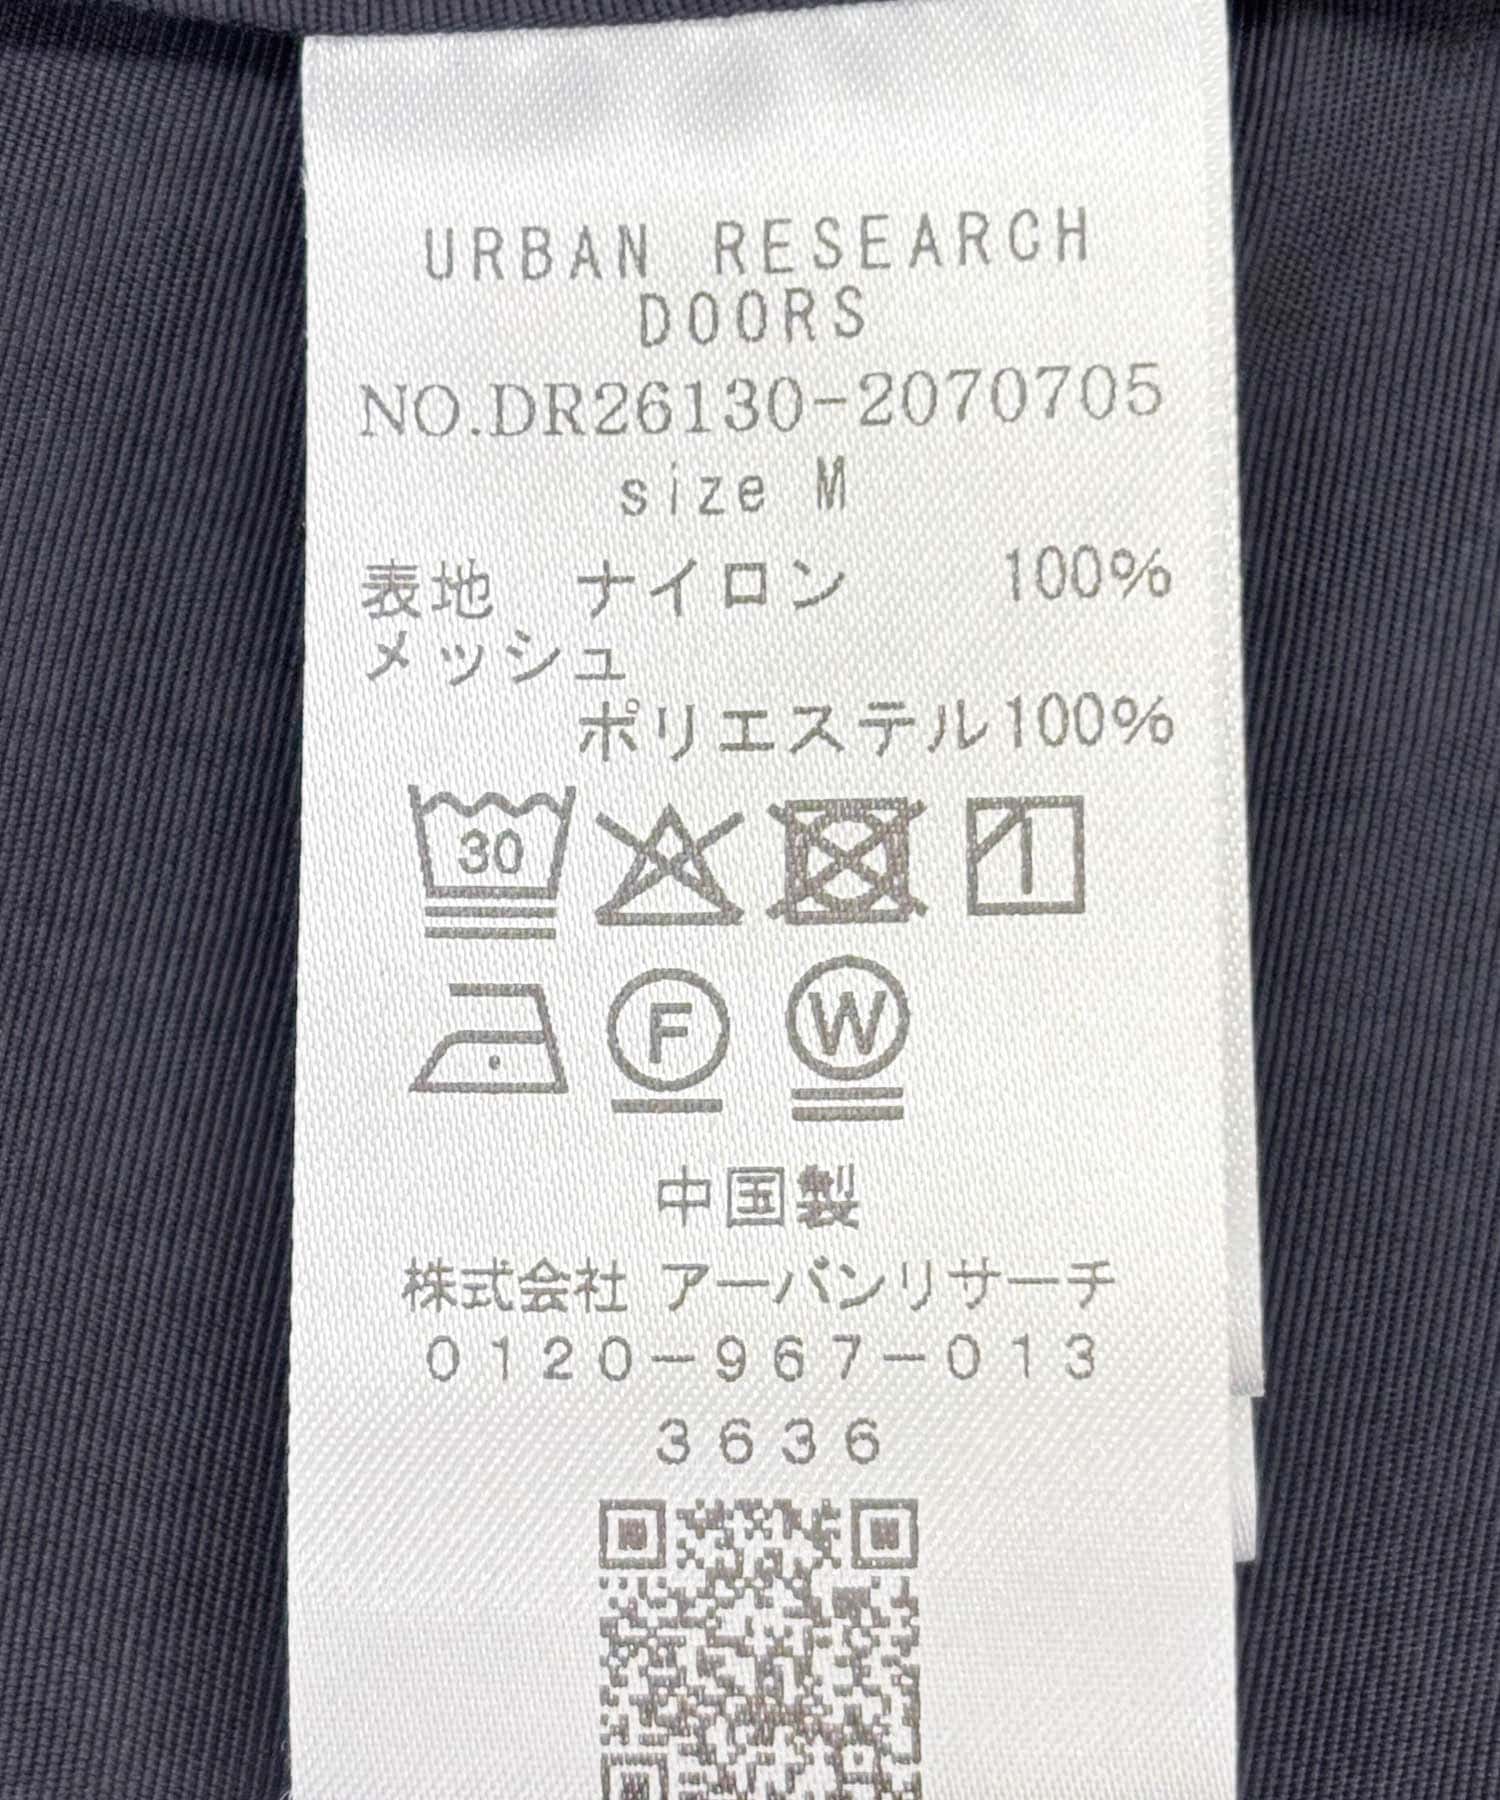 URBAN RESEARCH
DOORS
NO.DR26130-2070705
size M
表地 ナイロン 100%
メッシュ
ポリエステル100%
30
F W
中国製
株式会社 アーバンリサーチ
0120-967-013
3636